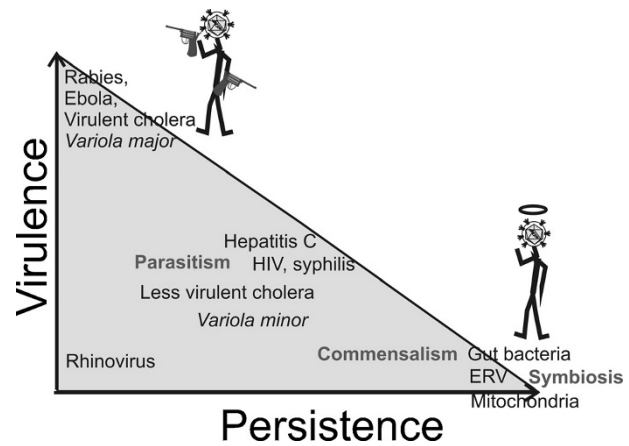 Rabies,
Ebola,
Virulent cholera
Variola major
Virulence
Hepatitis C
Parasitism
HIV, syphilis
Less virulent cholera
Variola minor
Rhinovirus
Commensalism
Gut bacteria
ERV
Symbiosis
Mitochondria
Persistence